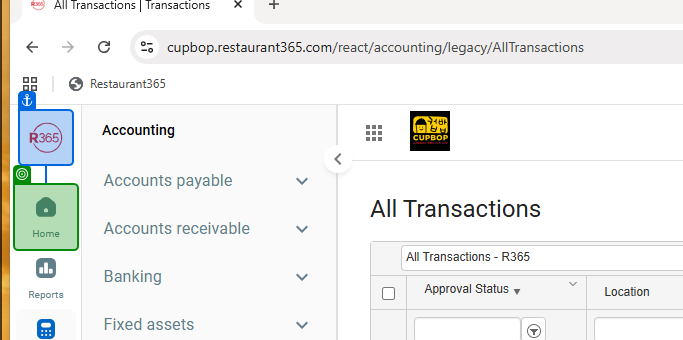 All Transactions | Transactions
cupbop.restaurant365.com/react/accounting/legacy/AllTransactions
Restaurant365
R365
Home
Reports
Accounting
Accounts payable
Accounts receivable
Banking
Fixed assets
CUPBOP
All Transactions
All Transactions - R365
Approval Status
Location